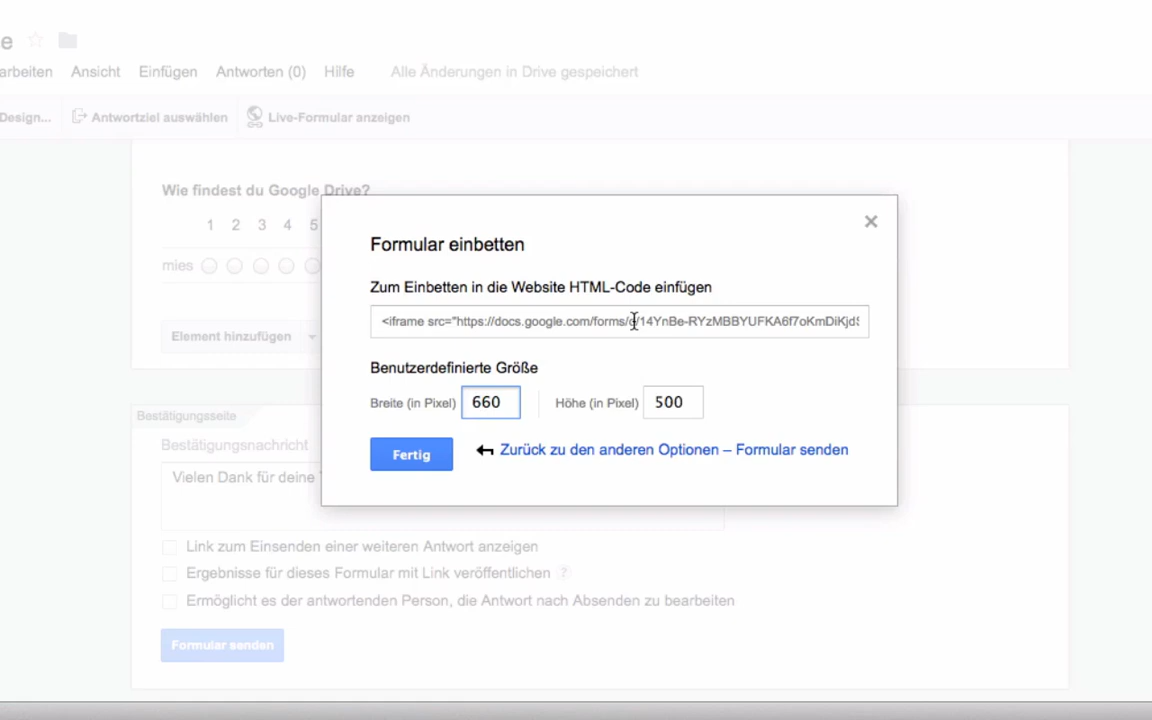 e
arbeiten Ansicht Einfügen Antworten (0) Hilfe Alle Änderungen in Drive gespeichert
Design... Antwortziel auswählen Live-Formular anzeigen
Wie findest du Google Drive?
1 2 3 4 5
mies
Element hinzufügen
Formular einbetten
Zum Einbetten in die Website HTML-Code einfügen
<iframe src="https://docs.google.com/forms/d/14YnBe-RYzMBBYUFKA6f7oKmDiKjdS
Benutzerdefinierte Größe
Breite (in Pixel) 660 Höhe (in Pixel) 500
Fertig Zurück zu den anderen Optionen – Formular senden
Bestätigungsseite
Bestätigungsnachricht
Vielen Dank für deine
Link zum Einsenden einer weiteren Antwort anzeigen
Ergebnisse für dieses Formular mit Link veröffentlichen ?
Ermöglicht es der antwortenden Person, die Antwort nach Absenden zu bearbeiten
Formular senden